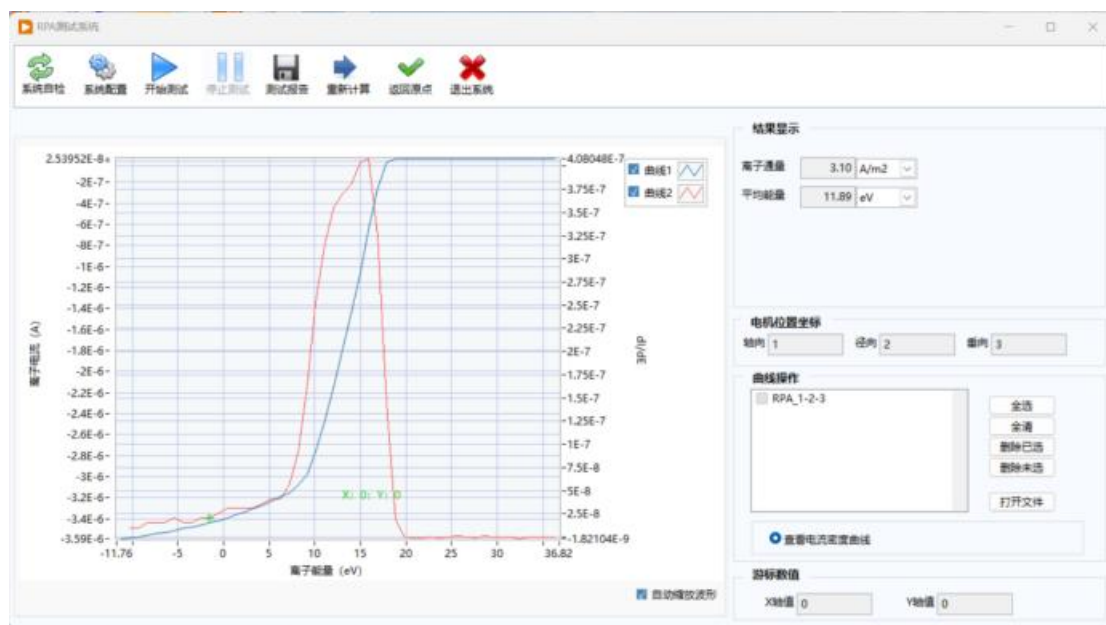 RPA测试系统
系统自检 系统配置 开始测试 停止测试 测试报告 重新计算 返回原点 退出系统
结果显示
离子通量 3.10 A/m2
平均能量 11.89 eV
曲线1
曲线2
2.53952E-8
-2E-7
-4E-7
-6E-7
-8E-7
-1E-6
-1.2E-6
-1.4E-6
-1.6E-6
-1.8E-6
-2E-6
-2.2E-6
-2.4E-6
-2.6E-6
-2.8E-6
-3E-6
-3.2E-6
-3.4E-6
-3.59E-6
离子电流 (A)
4.08048E-7
3.75E-7
3.5E-7
3.25E-7
3E-7
2.75E-7
2.5E-7
2.25E-7
2E-7
1.75E-7
1.5E-7
1.25E-7
1E-7
7.5E-8
5E-8
2.5E-8
-1.82104E-9
dI/dE
X: 0; Y: 0
-11.76 -5 0 5 10 15 20 25 30 36.82
离子能量 (eV)
自动缩放波形
电机位置坐标
轴向 1 径向 2 垂向 3
曲线操作
RPA_1-2-3
全选
全清
删除已选
删除未选
打开文件
查看电流密度曲线
游标数值
X轴值 0 Y轴值 0